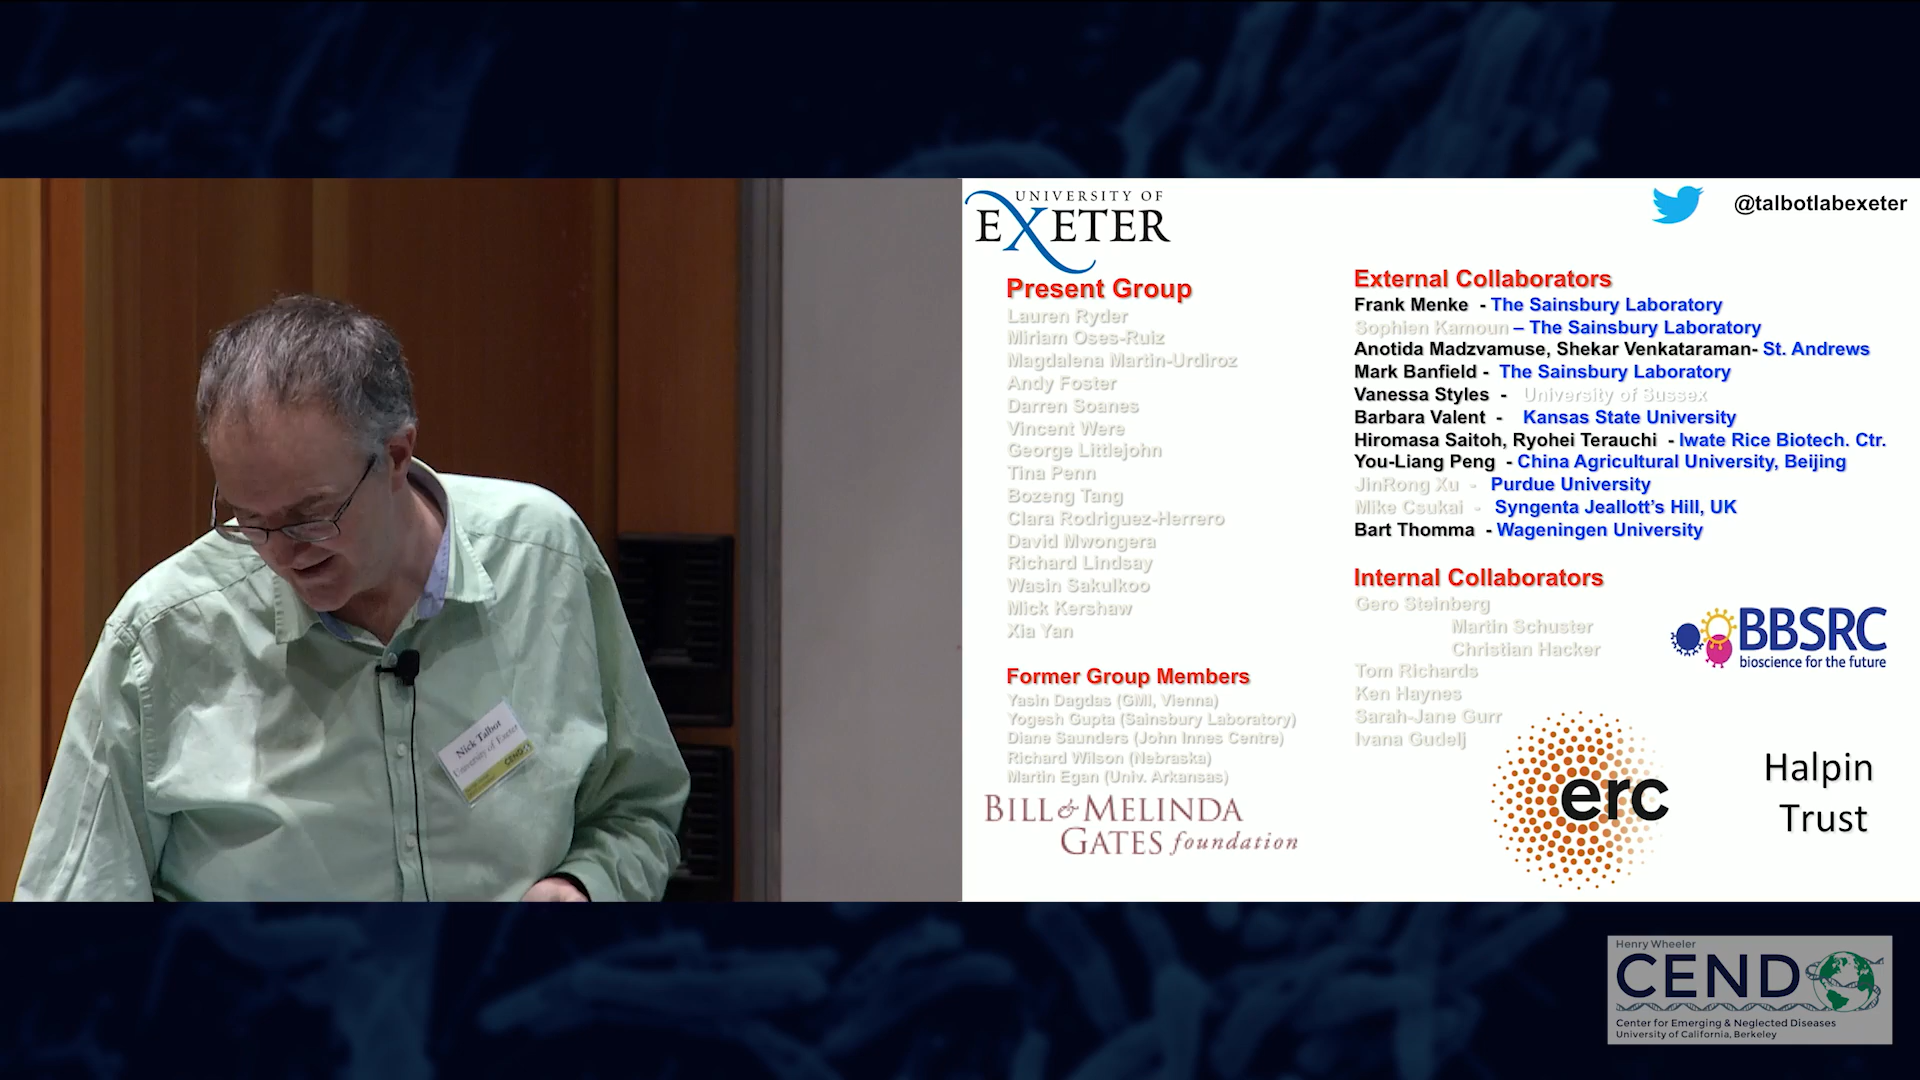 Nick Talbot
University of Exeter
CEND
UNIVERSITY OF
EXETER
@talbotlabexeter
Present Group
Lauren Ryder
Miriam Oses-Ruiz
Magdalena Martin-Urdiroz
Andy Foster
Darren Soanes
Vincent Were
George Littlejohn
Tina Penn
Bozeng Tang
Clara Rodriguez-Herrero
David Mwongera
Richard Lindsay
Wasin Sakulkoo
Mick Kershaw
Xia Yan
Former Group Members
Yasin Dagdas (GMI, Vienna)
Yogesh Gupta (Sainsbury Laboratory)
Diane Saunders (John Innes Centre)
Richard Wilson (Nebraska)
Martin Egan (Univ. Arkansas)
BILL & MELINDA
GATES foundation
External Collaborators
Frank Menke - The Sainsbury Laboratory
Sophien Kamoun – The Sainsbury Laboratory
Anotida Madzvamuse, Shekar Venkataraman- St. Andrews
Mark Banfield - The Sainsbury Laboratory
Vanessa Styles - University of Sussex
Barbara Valent - Kansas State University
Hiromasa Saitoh, Ryohei Terauchi - Iwate Rice Biotech. Ctr.
You-Liang Peng - China Agricultural University, Beijing
JinRong Xu - Purdue University
Mike Csukai - Syngenta Jeallott's Hill, UK
Bart Thomma - Wageningen University
Internal Collaborators
Gero Steinberg
Martin Schuster
Christian Hacker
Tom Richards
Ken Haynes
Sarah-Jane Gurr
Ivana Gudelj
BBSRC
bioscience for the future
erc
Halpin
Trust
Henry Wheeler
CEND
Center for Emerging & Neglected Diseases
University of California, Berkeley